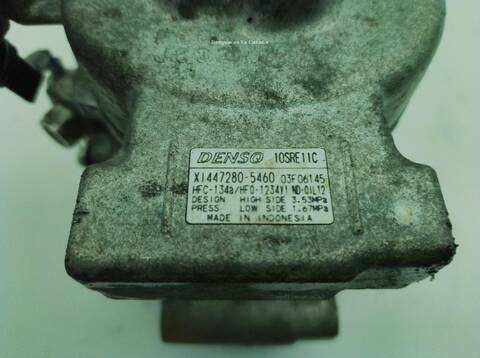 DENSO 10SRE11C
X1447280-5460 03F06145
HFC-134a/HFO-1234Yf ND-OIL12
DESIGN HIGH SIDE 3.53MPa
PRESS LOW SIDE 1.67MPa
MADE IN INDONESIA